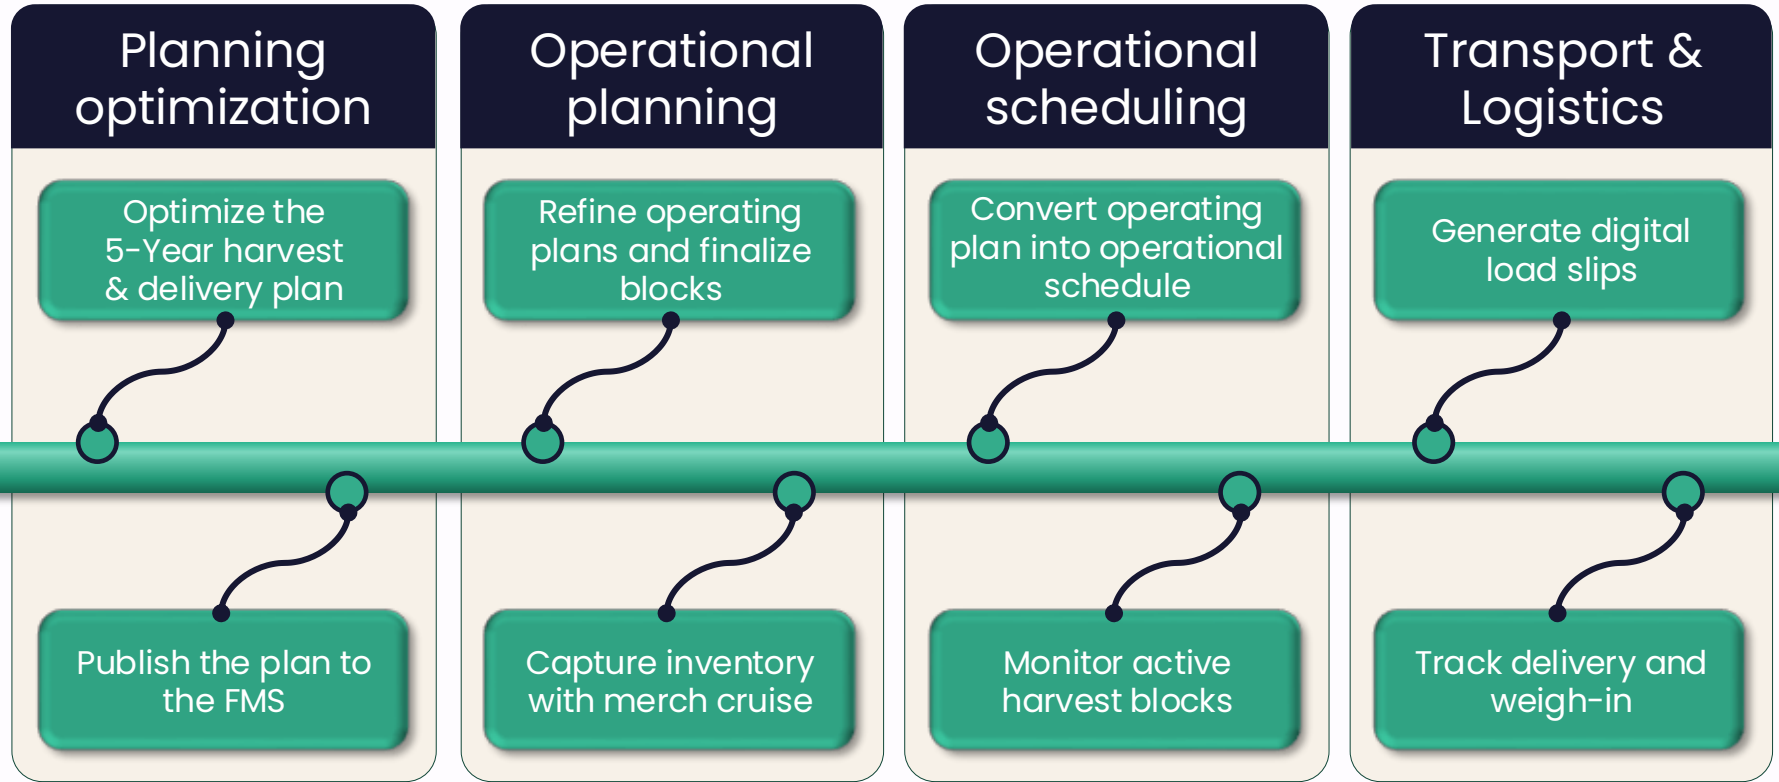 Planning
optimization
Optimize the
5-Year harvest
& delivery plan
Publish the plan to
the FMS
Operational
planning
Refine operating
plans and finalize
blocks
Capture inventory
with merch cruise
Operational
scheduling
Convert operating
plan into operational
schedule
Monitor active
harvest blocks
Transport &
Logistics
Generate digital
load slips
Track delivery and
weigh-in